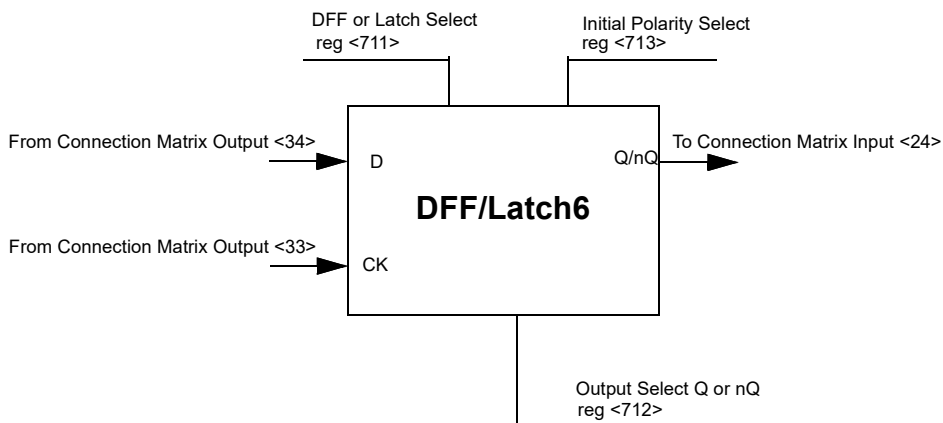 DFF or Latch Select
reg <711>
Initial Polarity Select
reg <713>
From Connection Matrix Output <34>
To Connection Matrix Input <24>
D
Q/nQ
DFF/Latch6
From Connection Matrix Output <33>
CK
Output Select Q or nQ
reg <712>